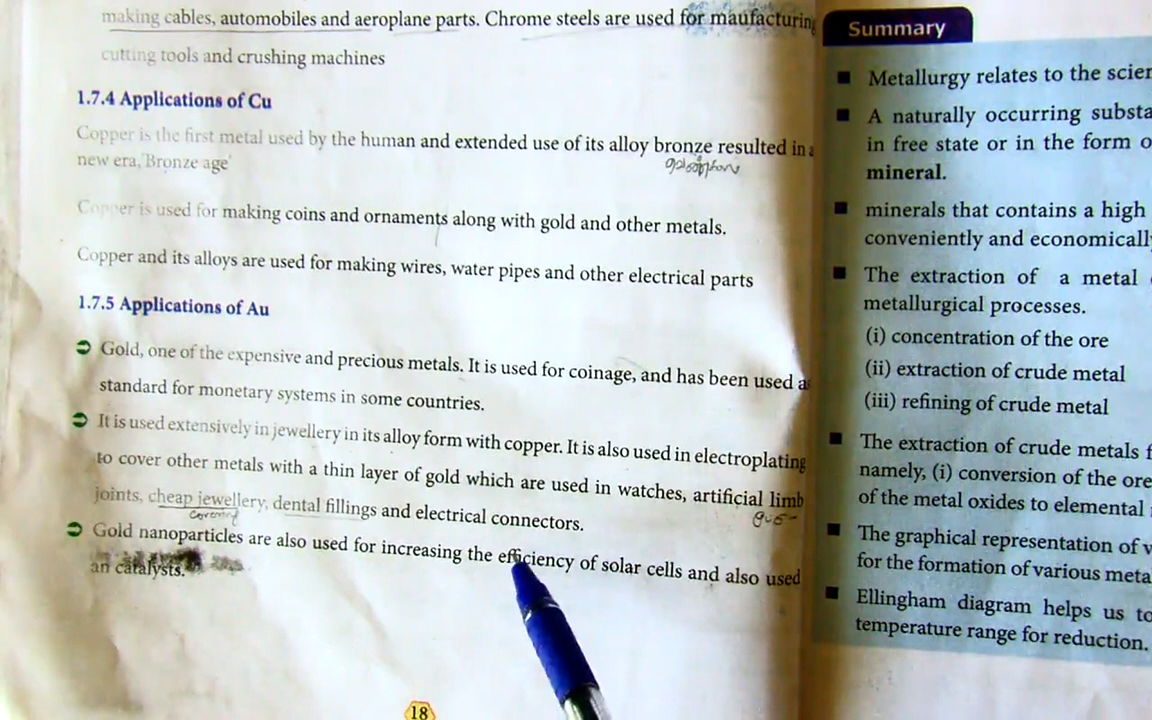 making cables, automobiles and aeroplane parts. Chrome steels are used for maufacturing
cutting tools and crushing machines
1.7.4 Applications of Cu
Copper is the first metal used by the human and extended use of its alloy bronze resulted in a
new era,'Bronze age'
Copper is used for making coins and ornaments along with gold and other metals.
Copper and its alloys are used for making wires, water pipes and other electrical parts
1.7.5 Applications of Au
Gold, one of the expensive and precious metals. It is used for coinage, and has been used as
standard for monetary systems in some countries.
It is used extensively in jewellery in its alloy form with copper. It is also used in electroplating
to cover other metals with a thin layer of gold which are used in watches, artificial limb
joints, cheap jewellery, dental fillings and electrical connectors.
covering
Gold nanoparticles are also used for increasing the efficiency of solar cells and also used
an catalysts.
18
Summary
Metallurgy relates to the scien
A naturally occurring substa
in free state or in the form o
mineral.
minerals that contains a high
conveniently and economically
The extraction of a metal
metallurgical processes.
(i) concentration of the ore
(ii) extraction of crude metal
(iii) refining of crude metal
The extraction of crude metals f
namely, (i) conversion of the ore
of the metal oxides to elemental
The graphical representation of v
for the formation of various meta
Ellingham diagram helps us to
temperature range for reduction.